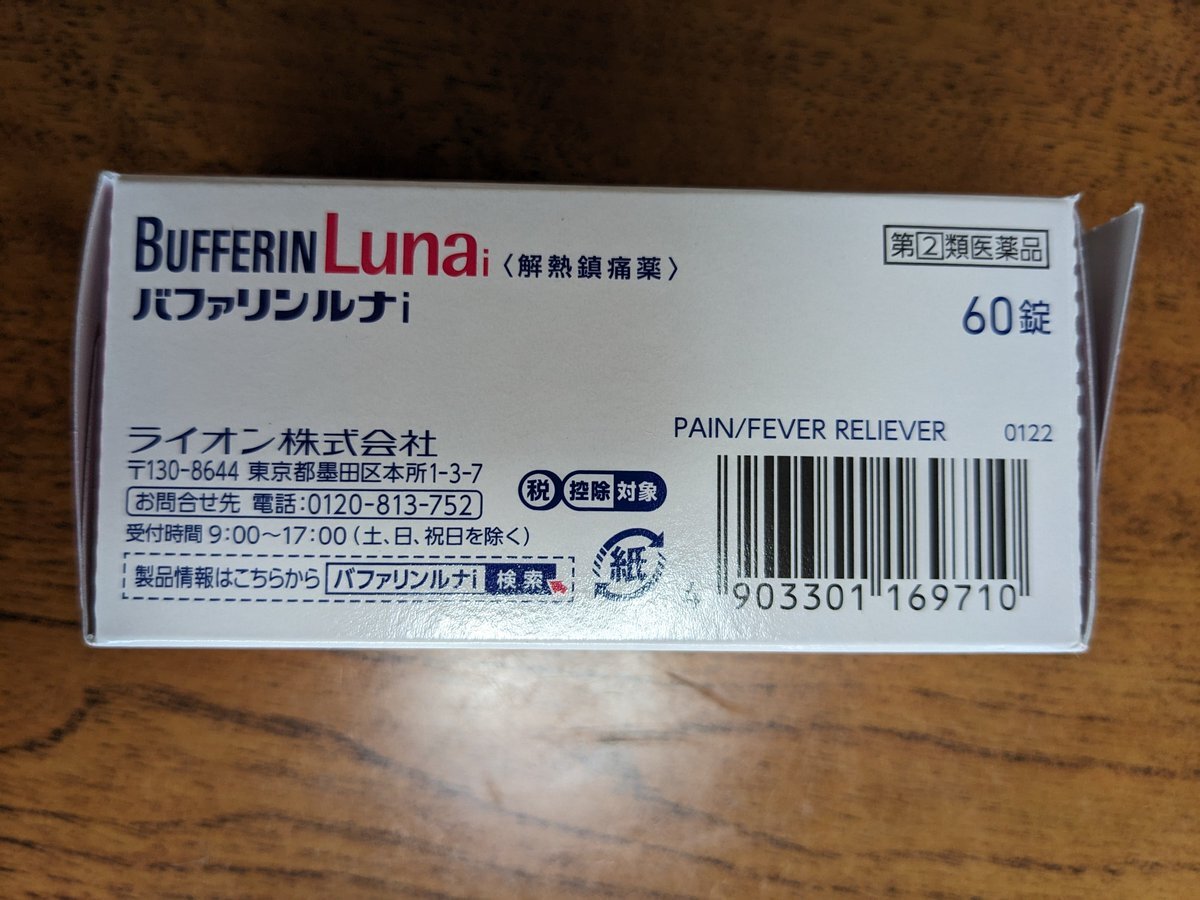 BUFFERIN Lunai 〈解熱鎮痛薬〉
バファリンルナi
第②類医薬品
60錠
ライオン株式会社
〒130-8644 東京都墨田区本所1-3-7
お問合せ先 電話:0120-813-752
受付時間 9:00～17:00（土、日、祝日を除く）
製品情報はこちらから バファリンルナi 検索
税 控除 対象
紙
PAIN/FEVER RELIEVER 0122
4 903301 169710